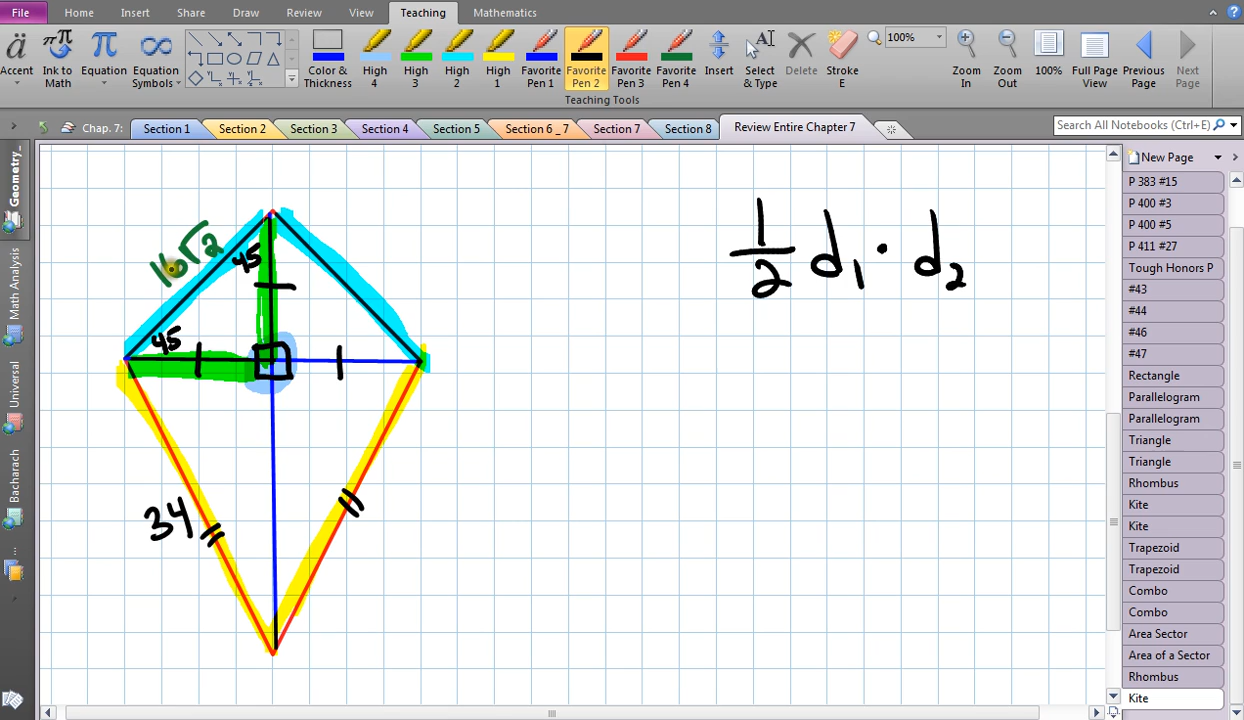 File Home Insert Share Draw Review View Teaching Mathematics
Accent
Ink to Math
Equation
Equation Symbols
Color & Thickness
High 4
High 3
High 2
High 1
Favorite Pen 1
Favorite Pen 2
Favorite Pen 3
Favorite Pen 4
Insert
Select & Type
Delete
Stroke E
100%
Zoom In
Zoom Out
100%
Full Page View
Previous Page
Next Page
Teaching Tools
Chap. 7: Section 1 Section 2 Section 3 Section 4 Section 5 Section 6 _ 7 Section 7 Section 8 Review Entire Chapter 7
Search All Notebooks (Ctrl+E)
Geometry_
Math Analysis
Universal
Bacharach
...
16√2
45
45
34
1/2 d₁ · d₂
New Page
P 383 #15
P 400 #3
P 400 #5
P 411 #27
Tough Honors P
#43
#44
#46
#47
Rectangle
Parallelogram
Parallelogram
Triangle
Triangle
Rhombus
Kite
Kite
Trapezoid
Trapezoid
Combo
Combo
Area Sector
Area of a Sector
Rhombus
Kite